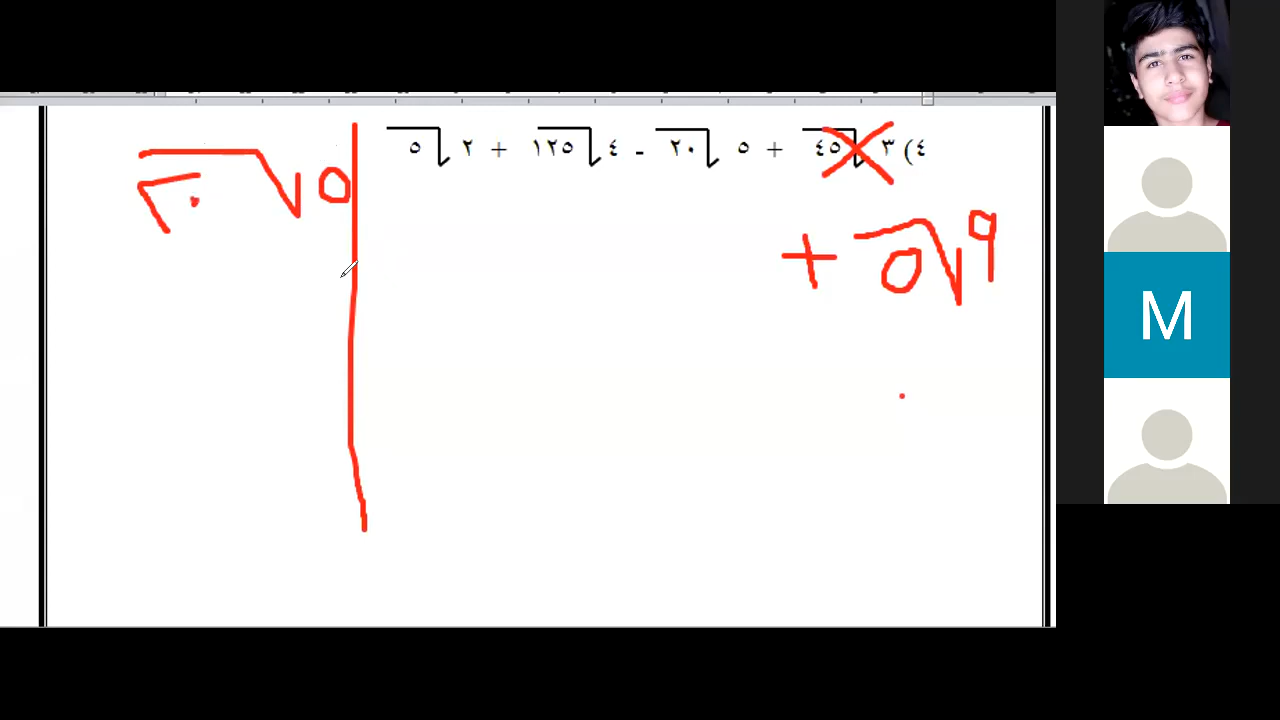 ٤) ٣ √٤٥ + ٥ √٢٠ - ٤ √١٢٥ + ٢ √٥
٩√٥ +
٥√٢٠
M